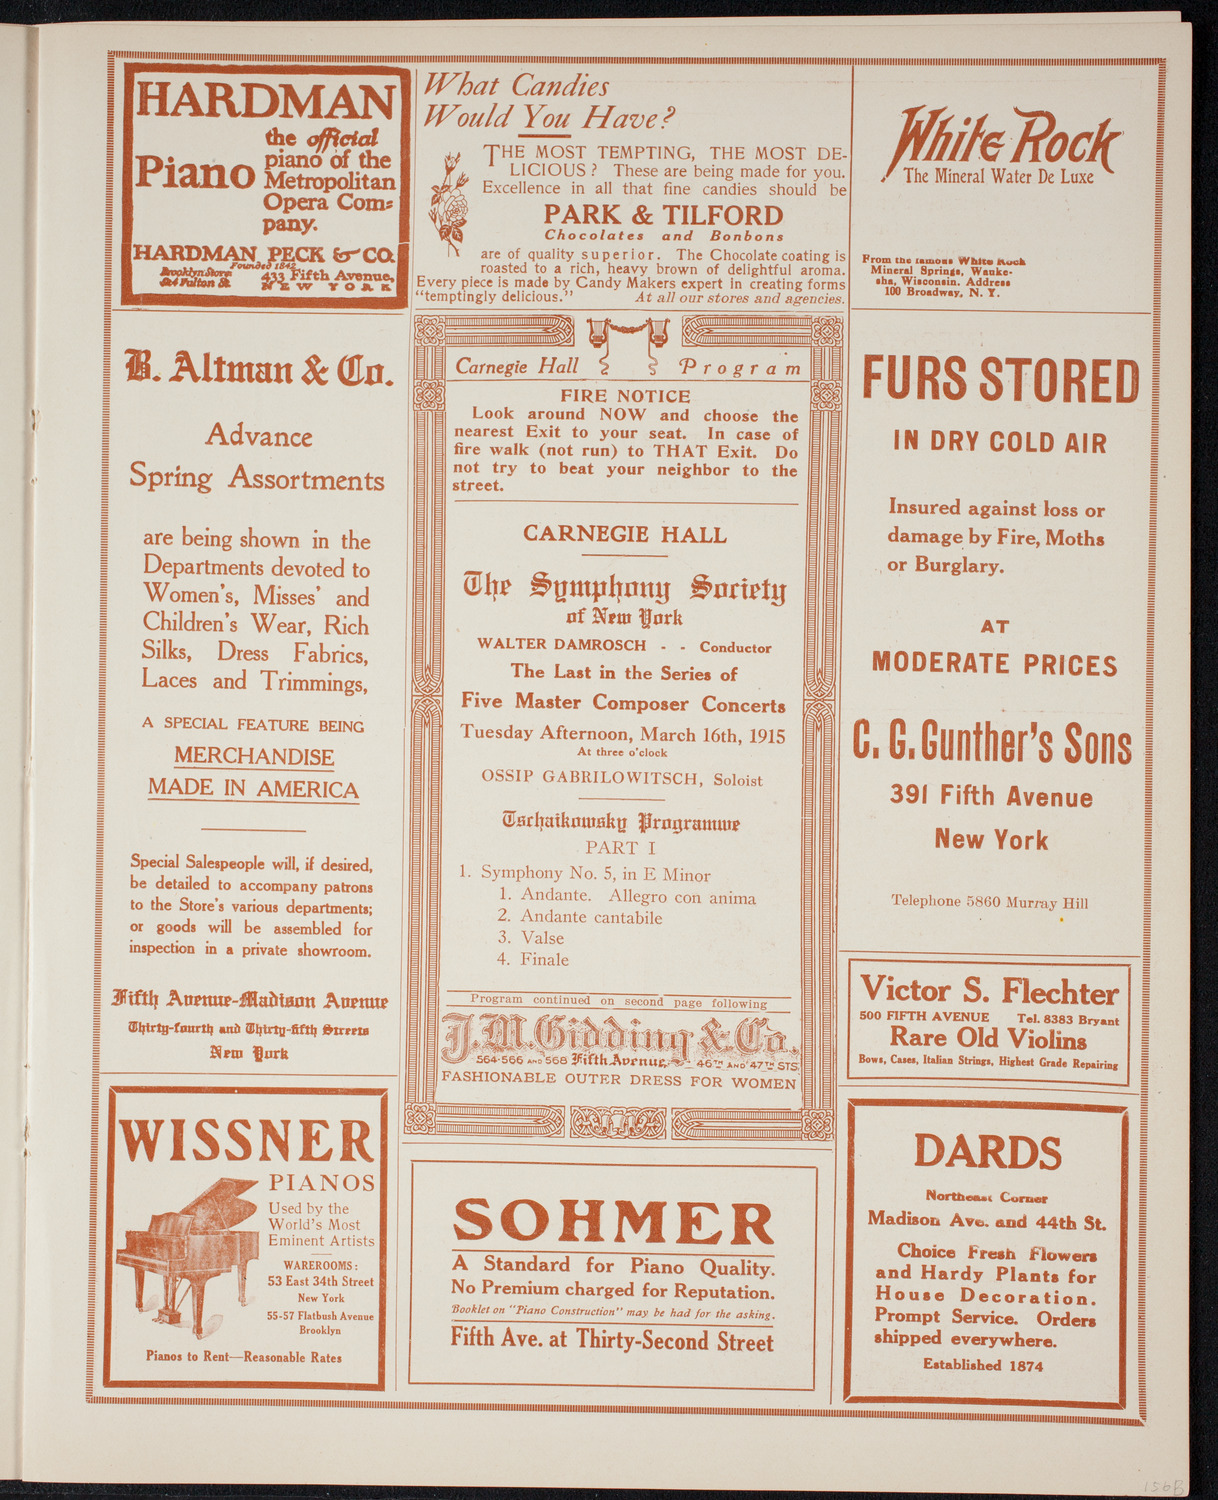 HARDMAN
Piano
the official
piano of the
Metropolitan
Opera Com=
pany.
HARDMAN, PECK & CO.
Founded 1842
Brooklyn Store
524 Fulton St.
433 Fifth Avenue,
NEW YORK
What Candies
Would You Have?
THE MOST TEMPTING, THE MOST DE-
LICIOUS? These are being made for you.
Excellence in all that fine candies should be
PARK & TILFORD
Chocolates and Bonbons
are of quality superior. The Chocolate coating is
roasted to a rich, heavy brown of delightful aroma.
Every piece is made by Candy Makers expert in creating forms
"temptingly delicious." At all our stores and agencies.
White Rock
The Mineral Water De Luxe
From the famous White Rock
Mineral Springs, Wauke-
sha, Wisconsin. Address
100 Broadway, N. Y.
B. Altman & Co.
Advance
Spring Assortments
are being shown in the
Departments devoted to
Women's, Misses' and
Children's Wear, Rich
Silks, Dress Fabrics,
Laces and Trimmings,
A SPECIAL FEATURE BEING
MERCHANDISE
MADE IN AMERICA
Special Salespeople will, if desired,
be detailed to accompany patrons
to the Store's various departments;
or goods will be assembled for
inspection in a private showroom.
Fifth Avenue-Madison Avenue
Thirty-fourth and Thirty-fifth Streets
New York
WISSNER
PIANOS
Used by the
World's Most
Eminent Artists
WAREROOMS:
53 East 34th Street
New York
55-57 Flatbush Avenue
Brooklyn
Pianos to Rent—Reasonable Rates
Carnegie Hall Program
FIRE NOTICE
Look around NOW and choose the
nearest Exit to your seat. In case of
fire walk (not run) to THAT Exit. Do
not try to beat your neighbor to the
street.
CARNEGIE HALL
The Symphony Society
of New York
WALTER DAMROSCH - - Conductor
The Last in the Series of
Five Master Composer Concerts
Tuesday Afternoon, March 16th, 1915
At three o'clock
OSSIP GABRILOWITSCH, Soloist
Tschaikowsky Programme
PART I
1. Symphony No. 5, in E Minor
1. Andante. Allegro con anima
2. Andante cantabile
3. Valse
4. Finale
Program continued on second page following
J.M. Gidding & Co.
564-566 AND 568 Fifth Avenue, 46TH AND 47TH STS.
FASHIONABLE OUTER DRESS FOR WOMEN
SOHMER
A Standard for Piano Quality.
No Premium charged for Reputation.
Booklet on "Piano Construction" may be had for the asking.
Fifth Ave. at Thirty-Second Street
FURS STORED
IN DRY COLD AIR
Insured against loss or
damage by Fire, Moths
or Burglary.
AT
MODERATE PRICES
C. G. Gunther's Sons
391 Fifth Avenue
New York
Telephone 5860 Murray Hill
Victor S. Flechter
500 FIFTH AVENUE Tel. 8383 Bryant
Rare Old Violins
Bows, Cases, Italian Strings, Highest Grade Repairing
DARDS
Northeast Corner
Madison Ave. and 44th St.
Choice Fresh Flowers
and Hardy Plants for
House Decoration.
Prompt Service. Orders
shipped everywhere.
Established 1874
156B